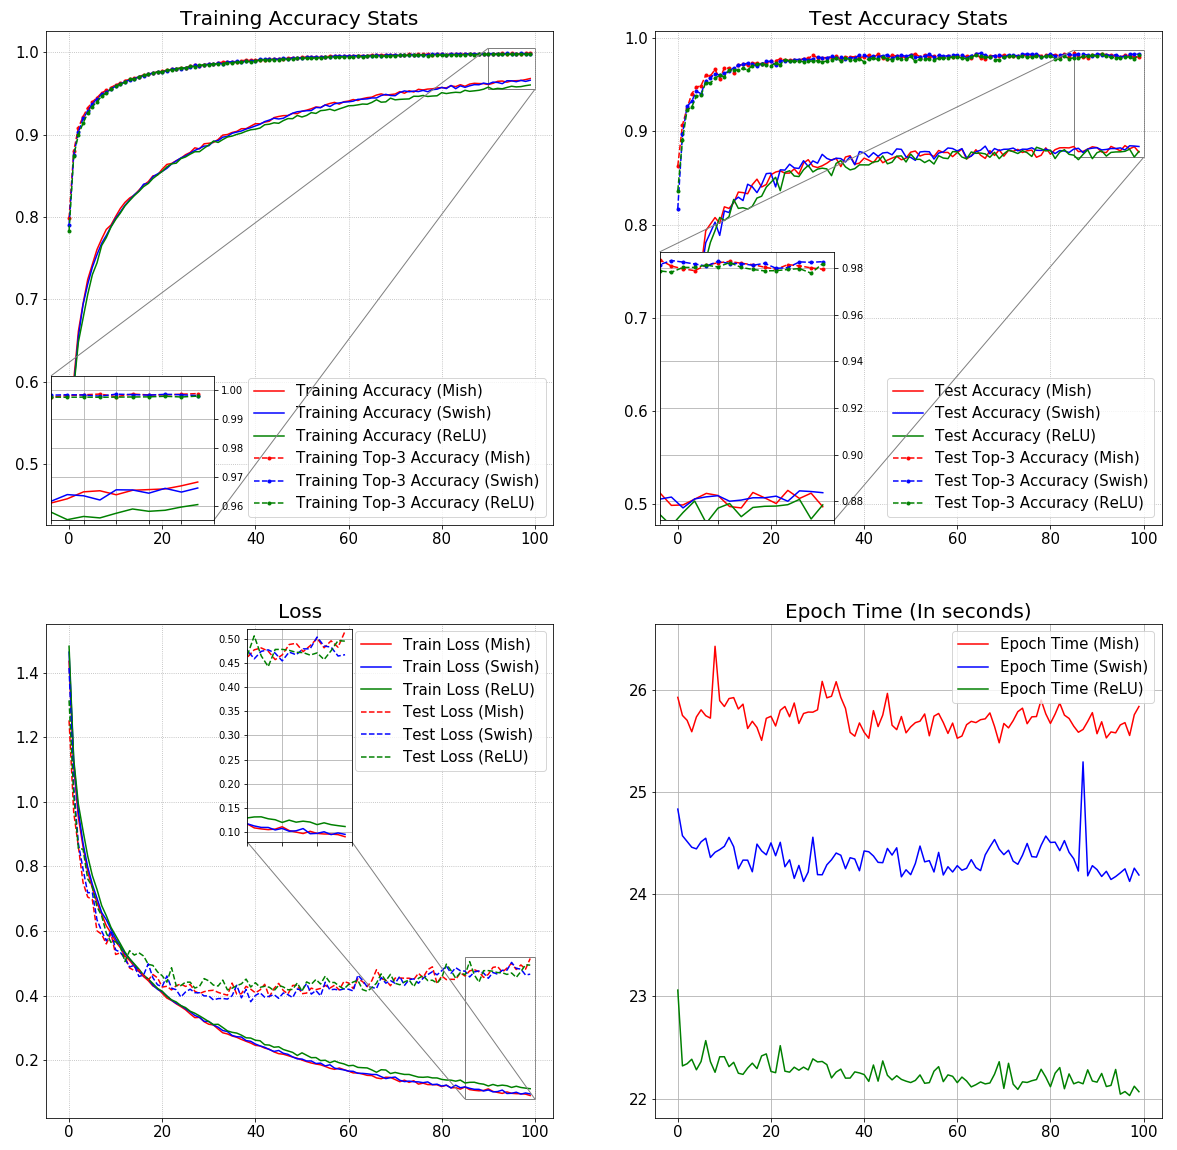 Training Accuracy Stats
1.0
0.9
0.8
0.7
0.6
0.5
1.00
0.99
0.98
0.97
0.96
Training Accuracy (Mish)
Training Accuracy (Swish)
Training Accuracy (ReLU)
Training Top-3 Accuracy (Mish)
Training Top-3 Accuracy (Swish)
Training Top-3 Accuracy (ReLU)
0 20 40 60 80 100
Test Accuracy Stats
1.0
0.9
0.8
0.7
0.6
0.5
0.98
0.96
0.94
0.92
0.90
0.88
Test Accuracy (Mish)
Test Accuracy (Swish)
Test Accuracy (ReLU)
Test Top-3 Accuracy (Mish)
Test Top-3 Accuracy (Swish)
Test Top-3 Accuracy (ReLU)
0 20 40 60 80 100
Loss
1.4
1.2
1.0
0.8
0.6
0.4
0.2
0.50
0.45
0.40
0.35
0.30
0.25
0.20
0.15
0.10
Train Loss (Mish)
Train Loss (Swish)
Train Loss (ReLU)
Test Loss (Mish)
Test Loss (Swish)
Test Loss (ReLU)
0 20 40 60 80 100
Epoch Time (In seconds)
26
25
24
23
22
Epoch Time (Mish)
Epoch Time (Swish)
Epoch Time (ReLU)
0 20 40 60 80 100